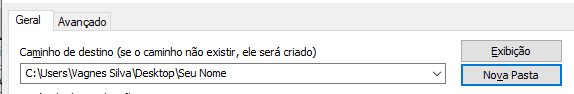 Geral Avançado
Caminho de destino (se o caminho não existir, ele será criado)
Exibição
C:\Users\Vagnes Silva\Desktop\Seu Nome
Nova Pasta